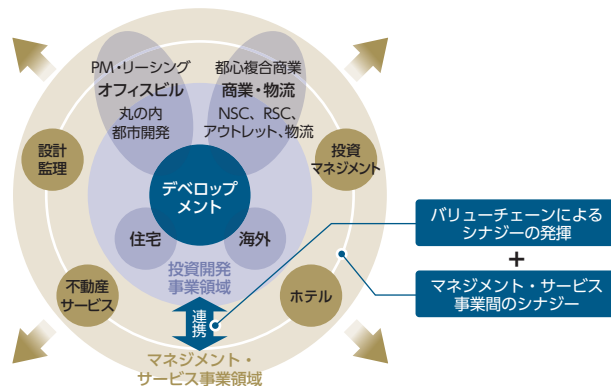 PM・リーシング
オフィスビル
丸の内
都市開発
都心複合商業
商業・物流
NSC、RSC、
アウトレット、物流
設計
監理
投資
マネジメント
デベロップ
メント
住宅
海外
投資開発
事業領域
不動産
サービス
ホテル
連携
マネジメント・
サービス事業領域
バリューチェーンによる
シナジーの発揮
+
マネジメント・サービス
事業間のシナジー